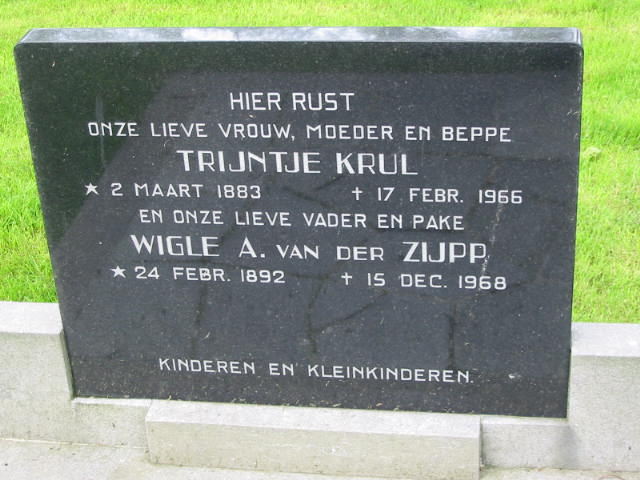 HIER RUST
ONZE LIEVE VROUW, MOEDER EN BEPPE
TRIJNTJE KRUL
★ 2 MAART 1883 ✝ 17 FEBR. 1966
EN ONZE LIEVE VADER EN PAKE
WIGLE A. VAN DER ZIJPP
★ 24 FEBR. 1892 ✝ 15 DEC. 1968
KINDEREN EN KLEINKINDEREN.